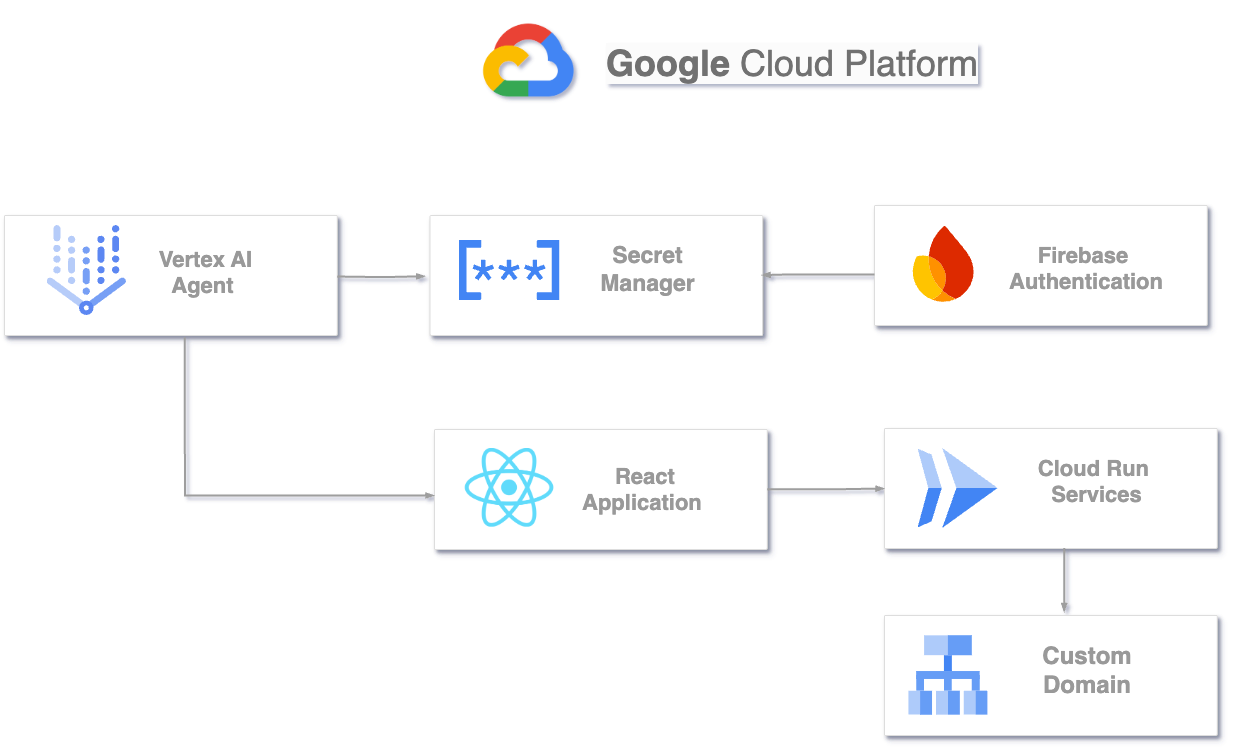 Google Cloud Platform
Vertex AI
Agent
[***]
Secret
Manager
Firebase
Authentication
React
Application
Cloud Run
Services
Custom
Domain